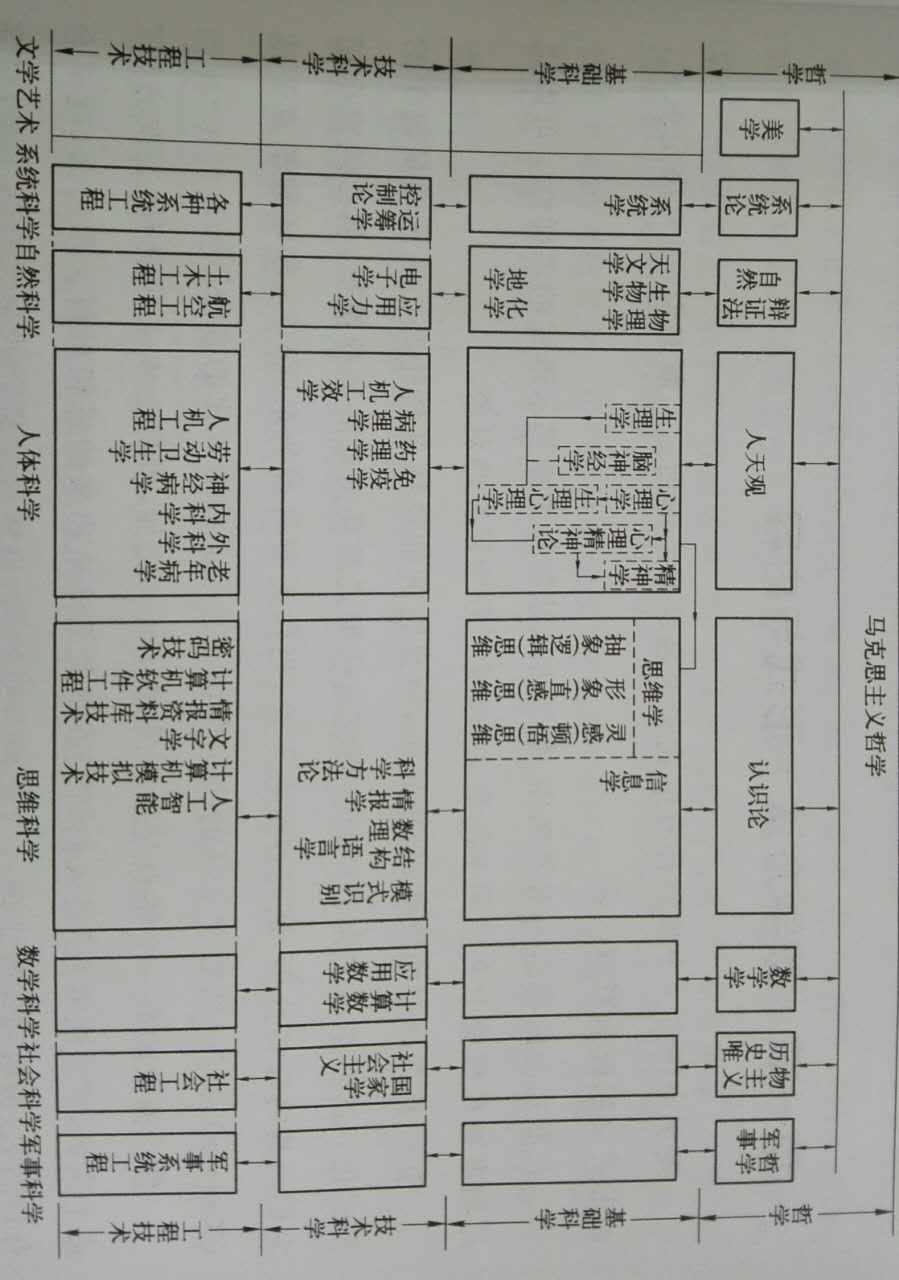 马克思主义哲学
哲学
美学
系统论
自然
辩证法
人天观
认识论
数学学
历史唯
物主义
军事
哲学
哲学
基础科学
系统学
天文学
生物学
物理学
地学
化学
生理学
脑神经学
心理学
生理心理学
心理精神论
精神学
思维学
抽象(逻辑)思维
形象(直感)思维
灵感(顿悟)思维
信息学
基础科学
技术科学
控制论
运筹学
电子学
应用力学
人机工效学
病理学
药理学
免疫学
科学方法论
情报学
数理
结构
语言学
模式识别
应用数学
计算数学
社会主义
国家学
技术科学
工程技术
各种系统工程
土木工程
航空工程
人机工程
劳动卫生学
神经病学
内科学
外科学
老年病学
密码技术
计算机软件工程
情报资料库技术
文字学
计算机模拟技术
人工智能
社会工程
军事系统工程
工程技术
文学艺术 系统科学 自然科学 人体科学 思维科学 数学科学 社会科学 军事科学